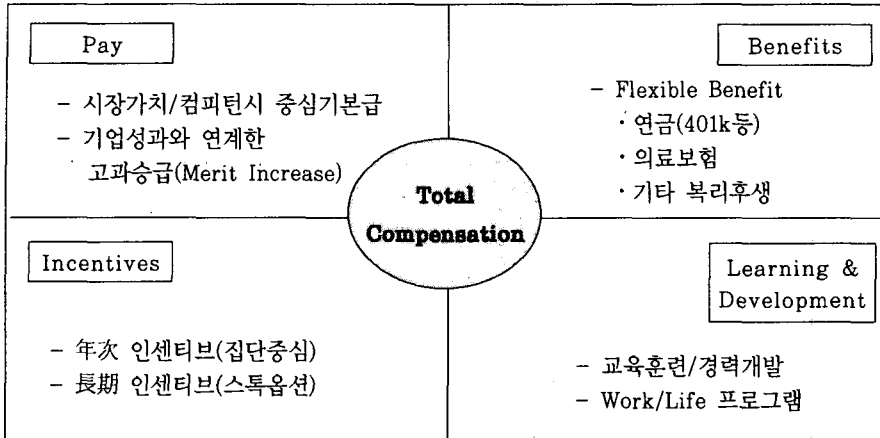 Pay
- 시장가치/컴피턴시 중심기본급
- 기업성과와 연계한
고과승급(Merit Increase)
Benefits
- Flexible Benefit
· 연금(401k등)
· 의료보험
· 기타 복리후생
Total
Compensation
Incentives
- 年次 인센티브(집단중심)
- 長期 인센티브(스톡옵션)
Learning &
Development
- 교육훈련/경력개발
- Work/Life 프로그램